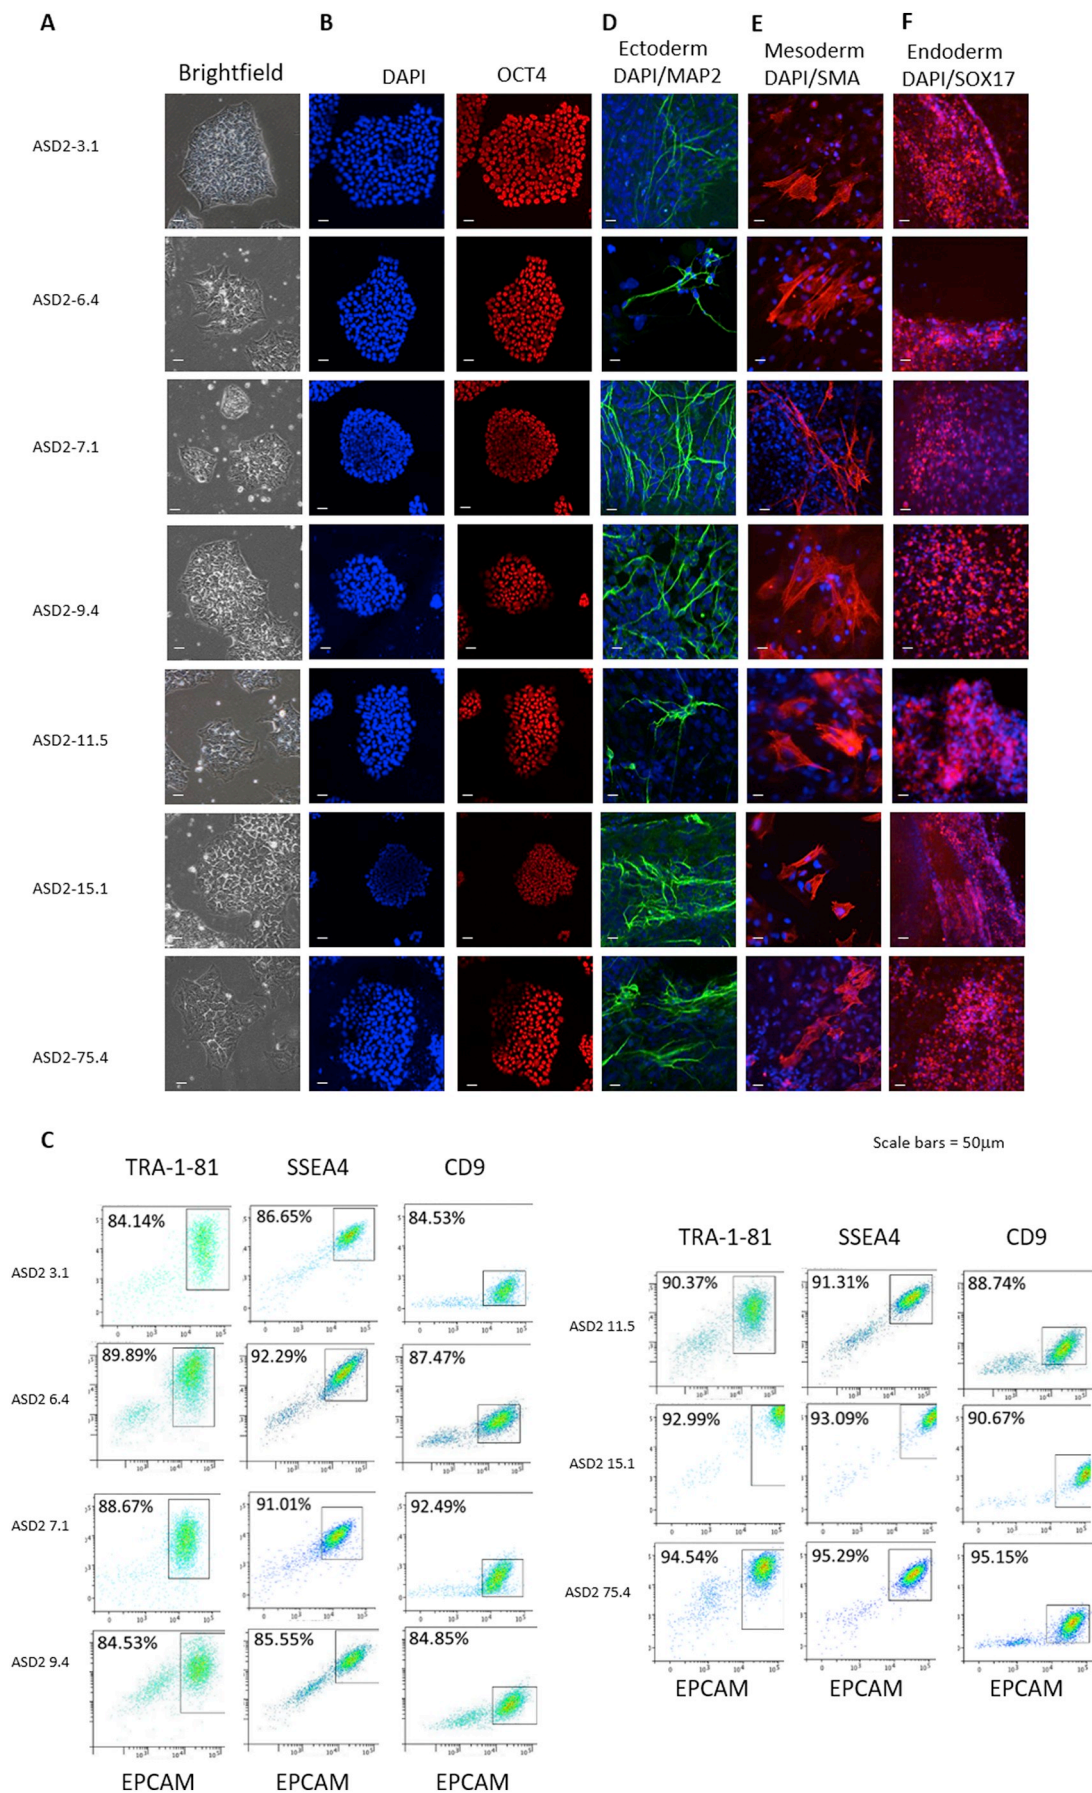 A
B
D
E
F
Brightfield
DAPI
OCT4
Ectoderm
DAPI/MAP2
Mesoderm
DAPI/SMA
Endoderm
DAPI/SOX17
ASD2-3.1
ASD2-6.4
ASD2-7.1
ASD2-9.4
ASD2-11.5
ASD2-15.1
ASD2-75.4
C
Scale bars = 50µm
TRA-1-81
SSEA4
CD9
ASD2 3.1
84.14%
86.65%
84.53%
ASD2 6.4
89.89%
92.29%
87.47%
ASD2 7.1
88.67%
91.01%
92.49%
ASD2 9.4
84.53%
85.55%
84.85%
EPCAM
EPCAM
EPCAM
TRA-1-81
SSEA4
CD9
ASD2 11.5
90.37%
91.31%
88.74%
ASD2 15.1
92.99%
93.09%
90.67%
ASD2 75.4
94.54%
95.29%
95.15%
EPCAM
EPCAM
EPCAM